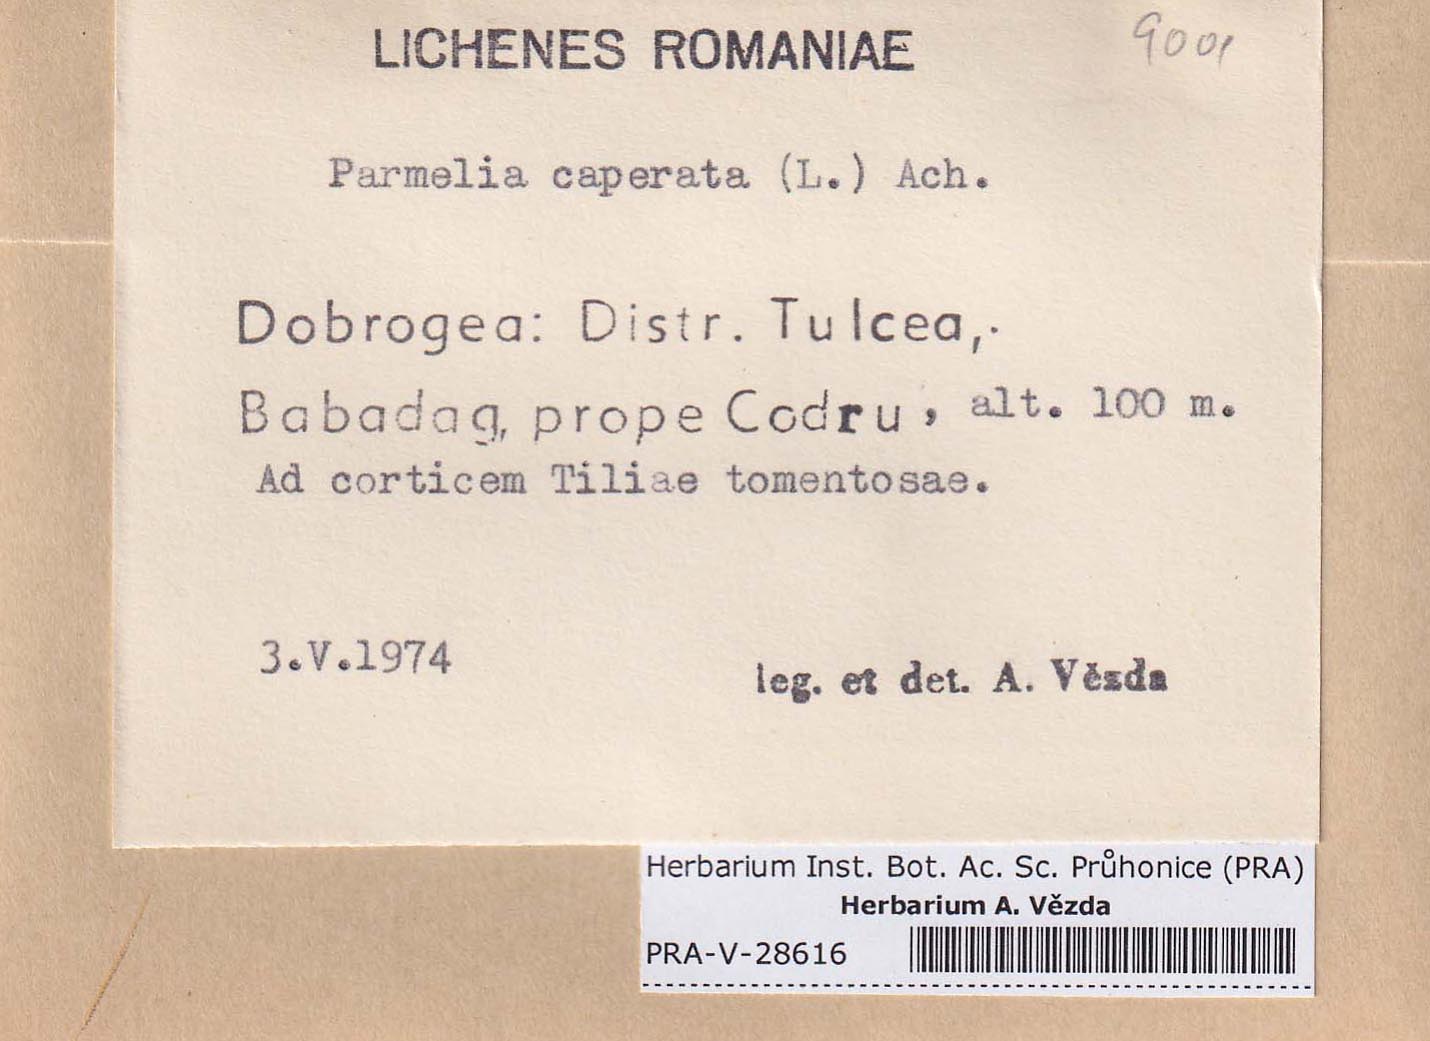 LICHENES ROMANIAE
9001
Parmelia caperata (L.) Ach.
Dobrogea: Distr. Tulcea,.
Babadag, prope Codru, alt. 100 m.
Ad corticem Tiliae tomentosae.
3.V.1974
leg. et det. A. Vězda
Herbarium Inst. Bot. Ac. Sc. Průhonice (PRA)
Herbarium A. Vězda
PRA-V-28616